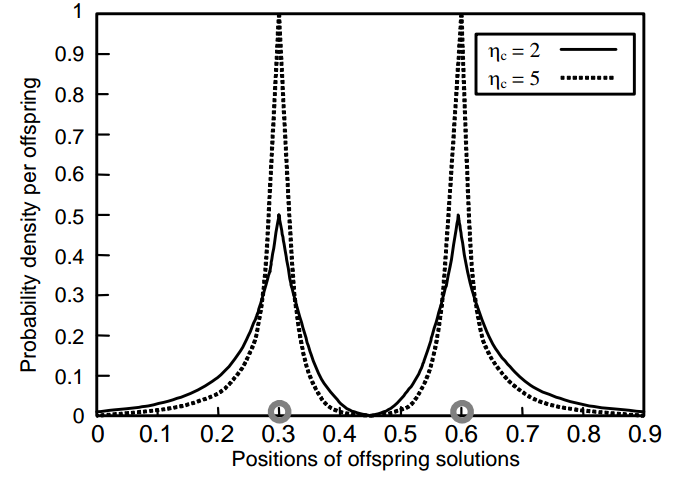 1
0.9
0.8
0.7
0.6
0.5
0.4
0.3
0.2
0.1
0
Probability density per offspring
ηc = 2
ηc = 5
0 0.1 0.2 0.3 0.4 0.5 0.6 0.7 0.8 0.9
Positions of offspring solutions